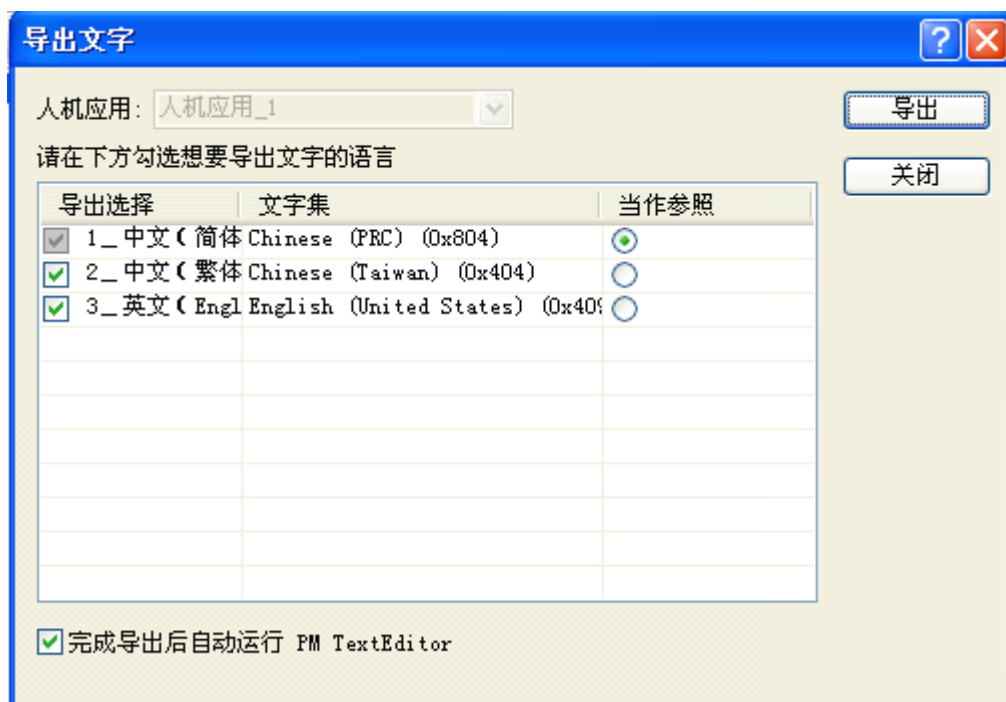 导出文字
人机应用: 人机应用_1
导出
请在下方勾选想要导出文字的语言
关闭
导出选择 文字集 当作参照
1_中文(简体 Chinese (PRC) (0x804)
2_中文(繁体 Chinese (Taiwan) (0x404)
3_英文(Engl English (United States) (0x409
完成导出后自动运行 PM TextEditor